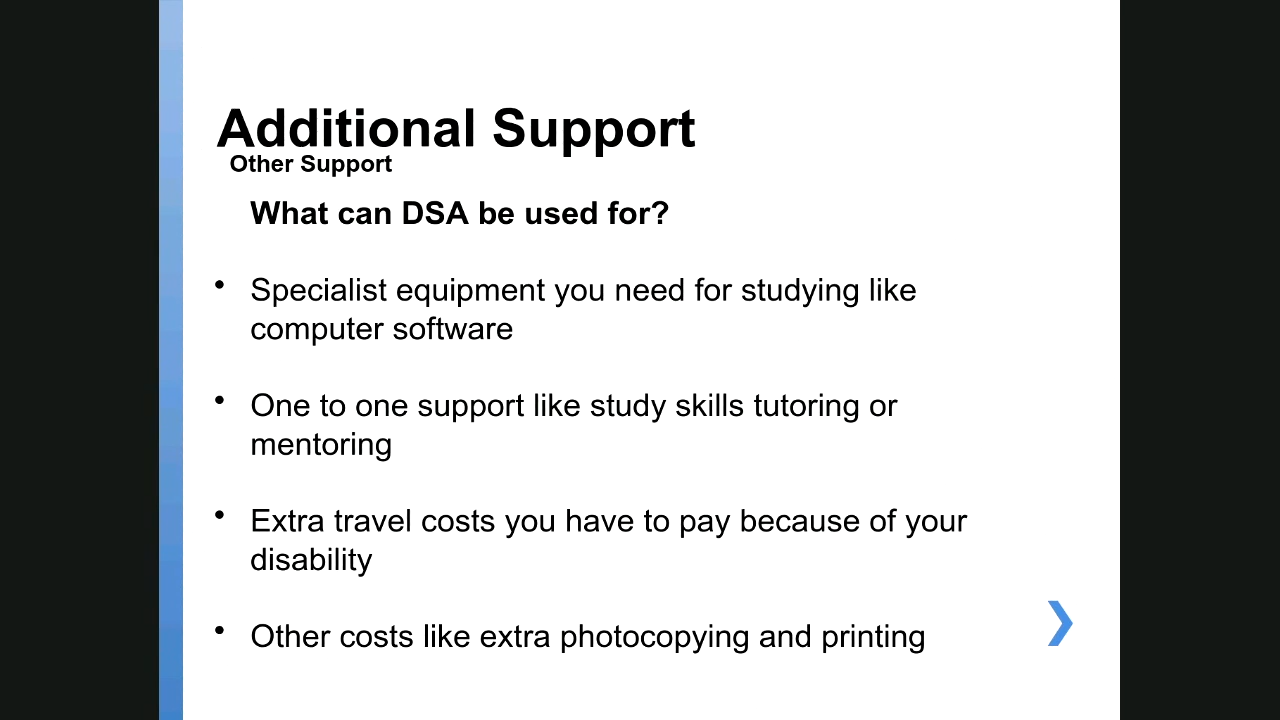 Additional Support
Other Support
What can DSA be used for?
• Specialist equipment you need for studying like
computer software
• One to one support like study skills tutoring or
mentoring
• Extra travel costs you have to pay because of your
disability
• Other costs like extra photocopying and printing